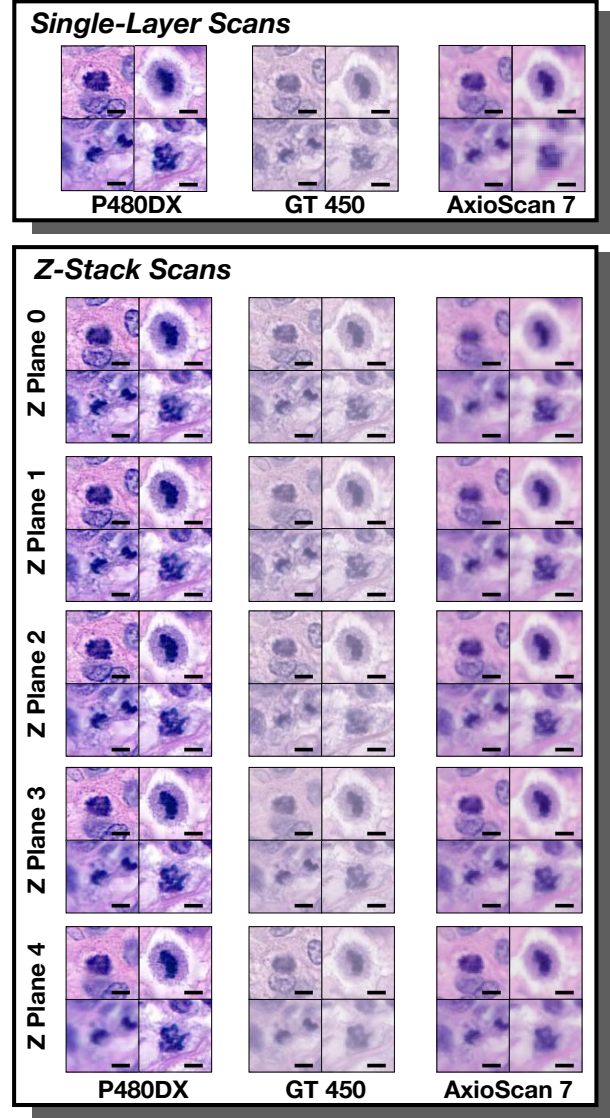 Single-Layer Scans
P480DX GT 450 AxioScan 7
Z-Stack Scans
Z Plane 0
Z Plane 1
Z Plane 2
Z Plane 3
Z Plane 4
P480DX GT 450 AxioScan 7